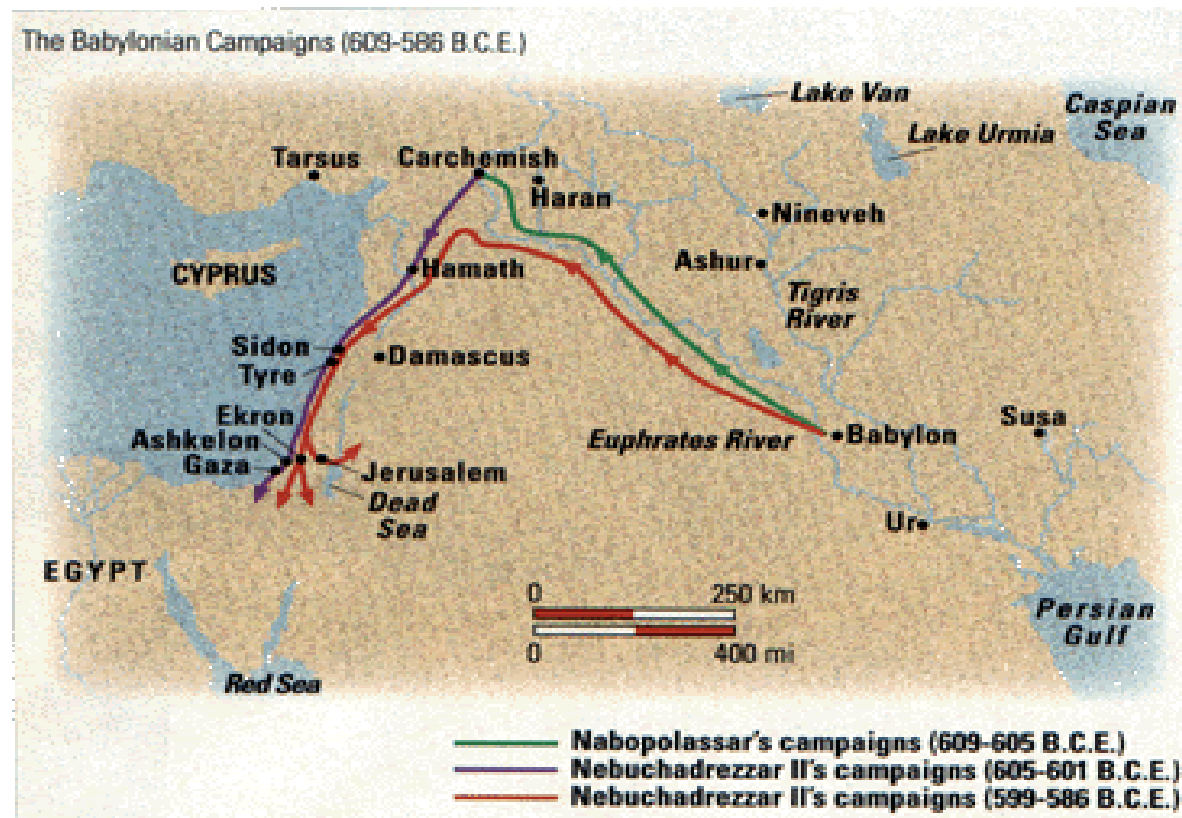 The Babylonian Campaigns (609-586 B.C.E.)
Lake Van
Caspian
Sea
Lake Urmia
Tarsus
Carchemish
Haran
Nineveh
Ashur
Hamath
CYPRUS
Tigris
River
Sidon
Damascus
Tyre
Ekron
Ashkelon
Gaza
Euphrates River
Babylon
Susa
Jerusalem
Dead
Sea
Ur
EGYPT
0 250 km
0 400 mi
Persian
Gulf
Red Sea
Nabopolassar's campaigns (609-605 B.C.E.)
Nebuchadrezzar II's campaigns (605-601 B.C.E.)
Nebuchadrezzar II's campaigns (599-586 B.C.E.)